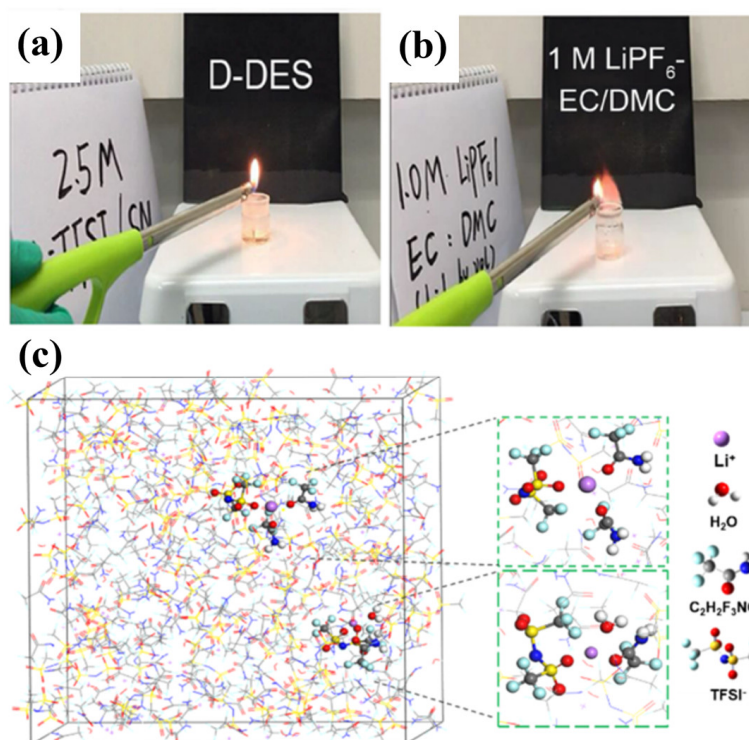 (a)
D-DES
2.5M
(b)
1 M LiPF6-
EC/DMC
1.0M LiPF6/
EC : DMC
(c)
Li+
H2O
TFSI-